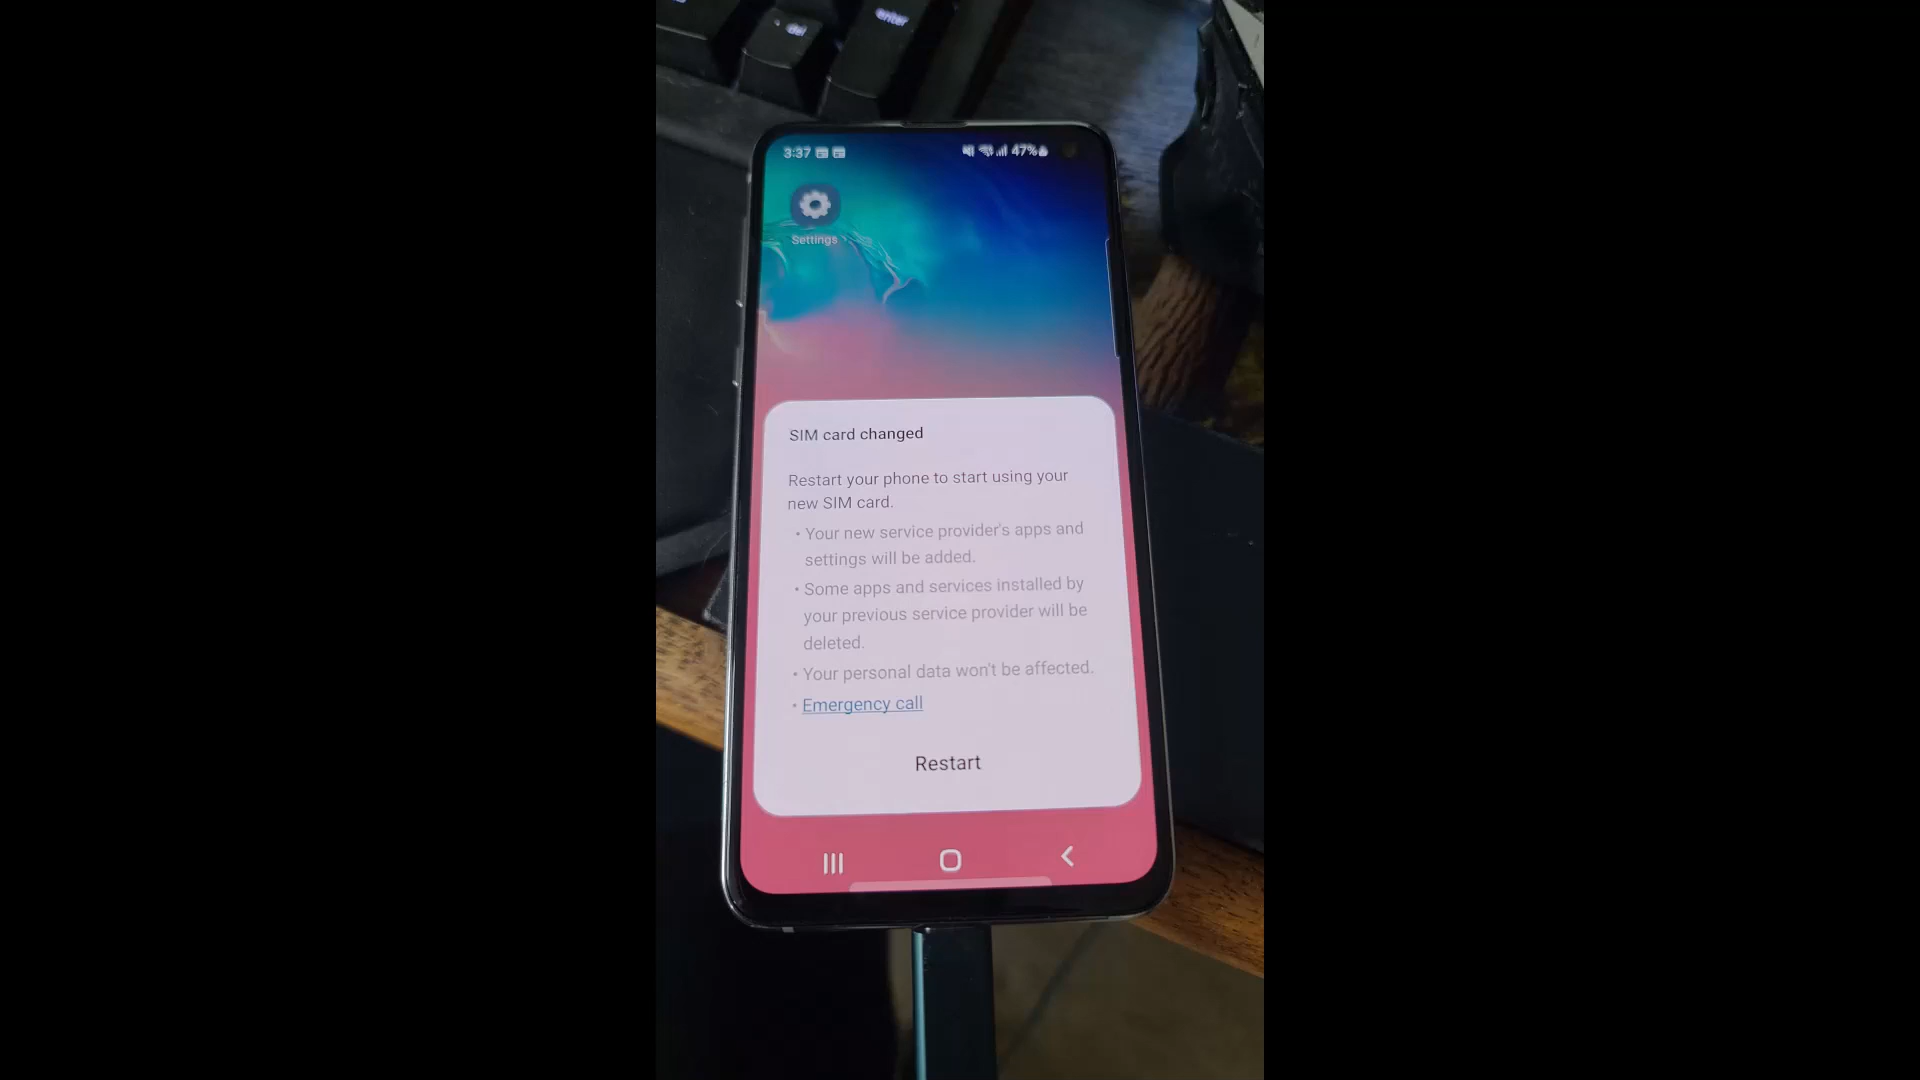 del
enter
3:37
47%
Settings
SIM card changed
Restart your phone to start using your
new SIM card.
• Your new service provider's apps and
settings will be added.
• Some apps and services installed by
your previous service provider will be
deleted.
• Your personal data won't be affected.
• Emergency call
Restart